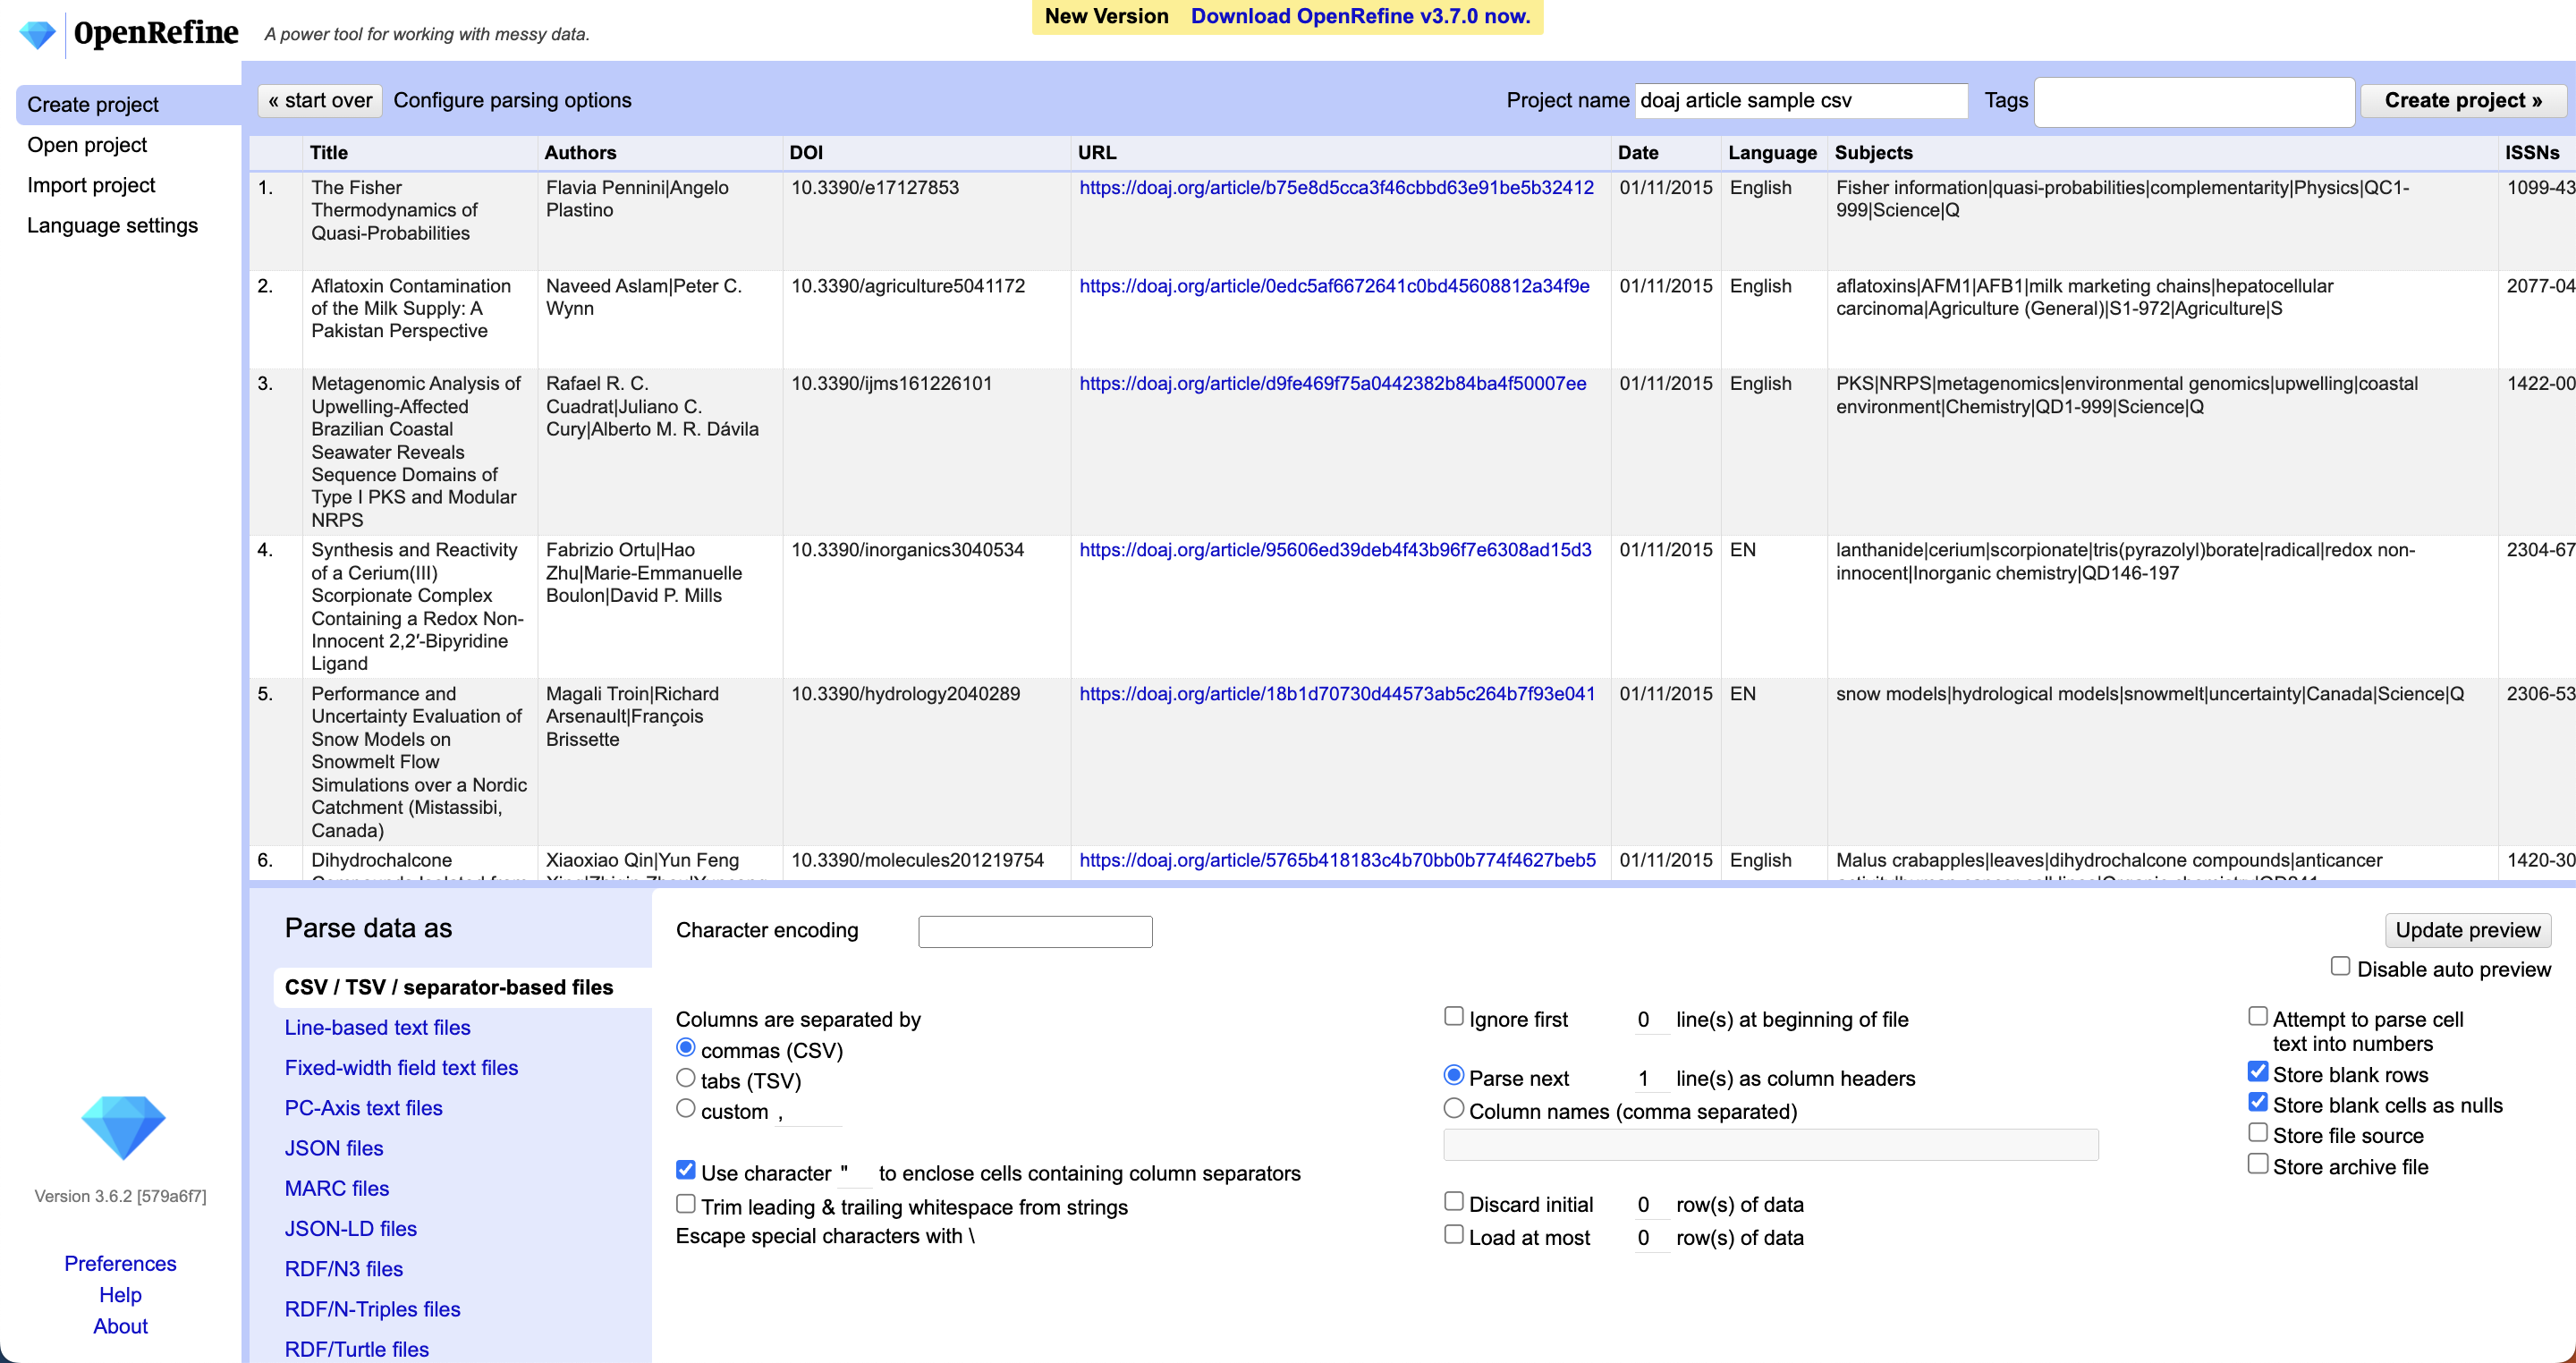 OpenRefine
A power tool for working with messy data.
New Version Download OpenRefine v3.7.0 now.
Create project
Open project
Import project
Language settings
« start over Configure parsing options
Project name doaj article sample csv Tags Create project »
Title Authors DOI URL Date Language Subjects ISSNs
1. The Fisher Flavia Pennini|Angelo 10.3390/e17127853 https://doaj.org/article/b75e8d5cca3f46cbbd63e91be5b32412 01/11/2015 English Fisher information|quasi-probabilities|complementarity|Physics|QC1- 1099-43
Thermodynamics of Plastino 999|Science|Q
Quasi-Probabilities
2. Aflatoxin Contamination Naveed Aslam|Peter C. 10.3390/agriculture5041172 https://doaj.org/article/0edc5af6672641c0bd45608812a34f9e 01/11/2015 English aflatoxins|AFM1|AFB1|milk marketing chains|hepatocellular 2077-04
of the Milk Supply: A Wynn carcinoma|Agriculture (General)|S1-972|Agriculture|S
Pakistan Perspective
3. Metagenomic Analysis of Rafael R. C. 10.3390/ijms161226101 https://doaj.org/article/d9fe469f75a0442382b84ba4f50007ee 01/11/2015 English PKS|NRPS|metagenomics|environmental genomics|upwelling|coastal 1422-00
Upwelling-Affected Cuadrat|Juliano C. environment|Chemistry|QD1-999|Science|Q
Brazilian Coastal Cury|Alberto M. R. Dávila
Seawater Reveals
Sequence Domains of
Type I PKS and Modular
NRPS
4. Synthesis and Reactivity Fabrizio Ortu|Hao 10.3390/inorganics3040534 https://doaj.org/article/95606ed39deb4f43b96f7e6308ad15d3 01/11/2015 EN lanthanide|cerium|scorpionate|tris(pyrazolyl)borate|radical|redox non- 2304-67
of a Cerium(III) Zhu|Marie-Emmanuelle innocent|Inorganic chemistry|QD146-197
Scorpionate Complex Boulon|David P. Mills
Containing a Redox Non-
Innocent 2,2′-Bipyridine
Ligand
5. Performance and Magali Troin|Richard 10.3390/hydrology2040289 https://doaj.org/article/18b1d70730d44573ab5c264b7f93e041 01/11/2015 EN snow models|hydrological models|snowmelt|uncertainty|Canada|Science|Q 2306-53
Uncertainty Evaluation of Arsenault|François
Snow Models on Brissette
Snowmelt Flow
Simulations over a Nordic
Catchment (Mistassibi,
Canada)
6. Dihydrochalcone Xiaoxiao Qin|Yun Feng 10.3390/molecules201219754 https://doaj.org/article/5765b418183c4b70bb0b774f4627beb5 01/11/2015 English Malus crabapples|leaves|dihydrochalcone compounds|anticancer 1420-30
Parse data as
CSV / TSV / separator-based files
Line-based text files
Fixed-width field text files
PC-Axis text files
JSON files
MARC files
JSON-LD files
RDF/N3 files
RDF/N-Triples files
RDF/Turtle files
Character encoding
Update preview
Disable auto preview
Columns are separated by
commas (CSV)
tabs (TSV)
custom ,
Use character " to enclose cells containing column separators
Trim leading & trailing whitespace from strings
Escape special characters with \
Ignore first 0 line(s) at beginning of file
Parse next 1 line(s) as column headers
Column names (comma separated)
Discard initial 0 row(s) of data
Load at most 0 row(s) of data
Attempt to parse cell
text into numbers
Store blank rows
Store blank cells as nulls
Store file source
Store archive file
Version 3.6.2 [579a6f7]
Preferences
Help
About